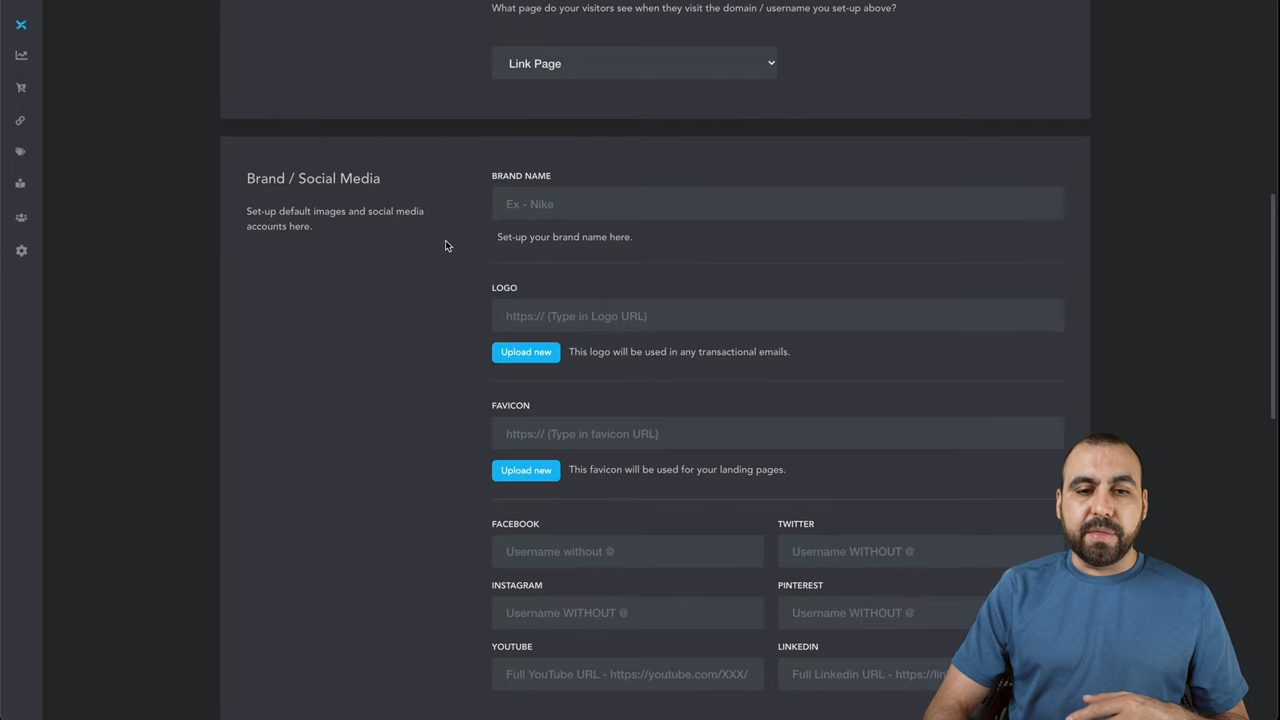 What page do your visitors see when they visit the domain / username you set-up above?
Link Page
Brand / Social Media
Set-up default images and social media
accounts here.
BRAND NAME
Ex - Nike
Set-up your brand name here.
LOGO
https:// (Type in Logo URL)
Upload new
This logo will be used in any transactional emails.
FAVICON
https:// (Type in favicon URL)
Upload new
This favicon will be used for your landing pages.
FACEBOOK
TWITTER
Username without @
Username WITHOUT @
INSTAGRAM
PINTEREST
Username WITHOUT @
Username WITHOUT @
YOUTUBE
LINKEDIN
Full YouTube URL - https://youtube.com/XXX/
Full Linkedin URL - https://lin